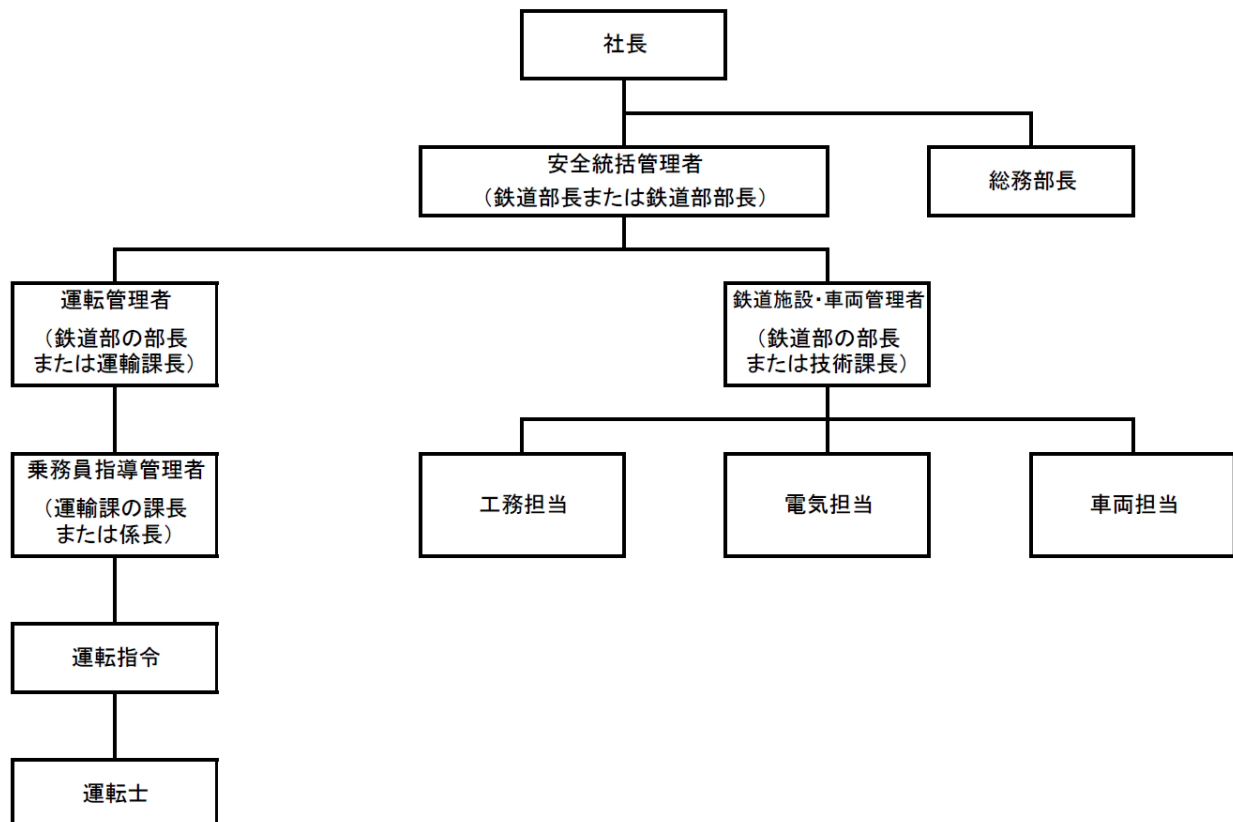 社長
安全統括管理者
（鉄道部長または鉄道部部長）
総務部長
運転管理者
（鉄道部の部長
または運輸課長）
鉄道施設・車両管理者
（鉄道部の部長
または技術課長）
乗務員指導管理者
（運輸課の課長
または係長）
工務担当
電気担当
車両担当
運転指令
運転士